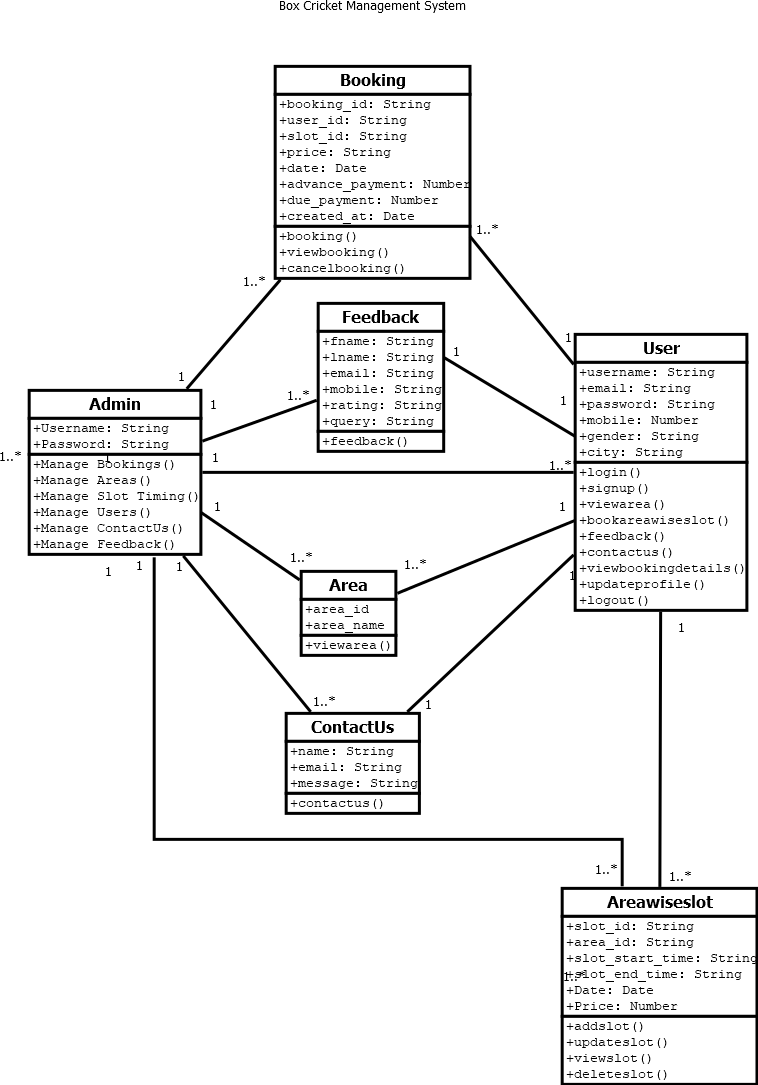 Box Cricket Management System
Booking
+booking_id: String
+user_id: String
+slot_id: String
+price: String
+date: Date
+advance_payment: Number
+due_payment: Number
+created_at: Date
+booking()
+viewbooking()
+cancelbooking()
1..*
1..*
1
1
Feedback
+fname: String
+lname: String
+email: String
+mobile: String
+rating: String
+query: String
+feedback()
1
1..*
1
1
User
+username: String
+email: String
+password: String
+mobile: Number
+gender: String
+city: String
+login()
+signup()
+viewarea()
+bookareawiseslot()
+feedback()
+contactus()
+viewbookingdetails()
+updateprofile()
+logout()
Admin
+Username: String
+Password: String
+Manage Bookings()
+Manage Areas()
+Manage Slot Timing()
+Manage Users()
+Manage ContactUs()
+Manage Feedback()
1..*
1
1
1..*
1
1
1..*
1..*
1
1
1
1
Area
+area_id
+area_name
+viewarea()
1..*
1
1
ContactUs
+name: String
+email: String
+message: String
+contactus()
1..*
1..*
Areawiseslot
+slot_id: String
+area_id: String
+slot_start_time: String
+slot_end_time: String
1..*
+Date: Date
+Price: Number
+addslot()
+updateslot()
+viewslot()
+deleteslot()